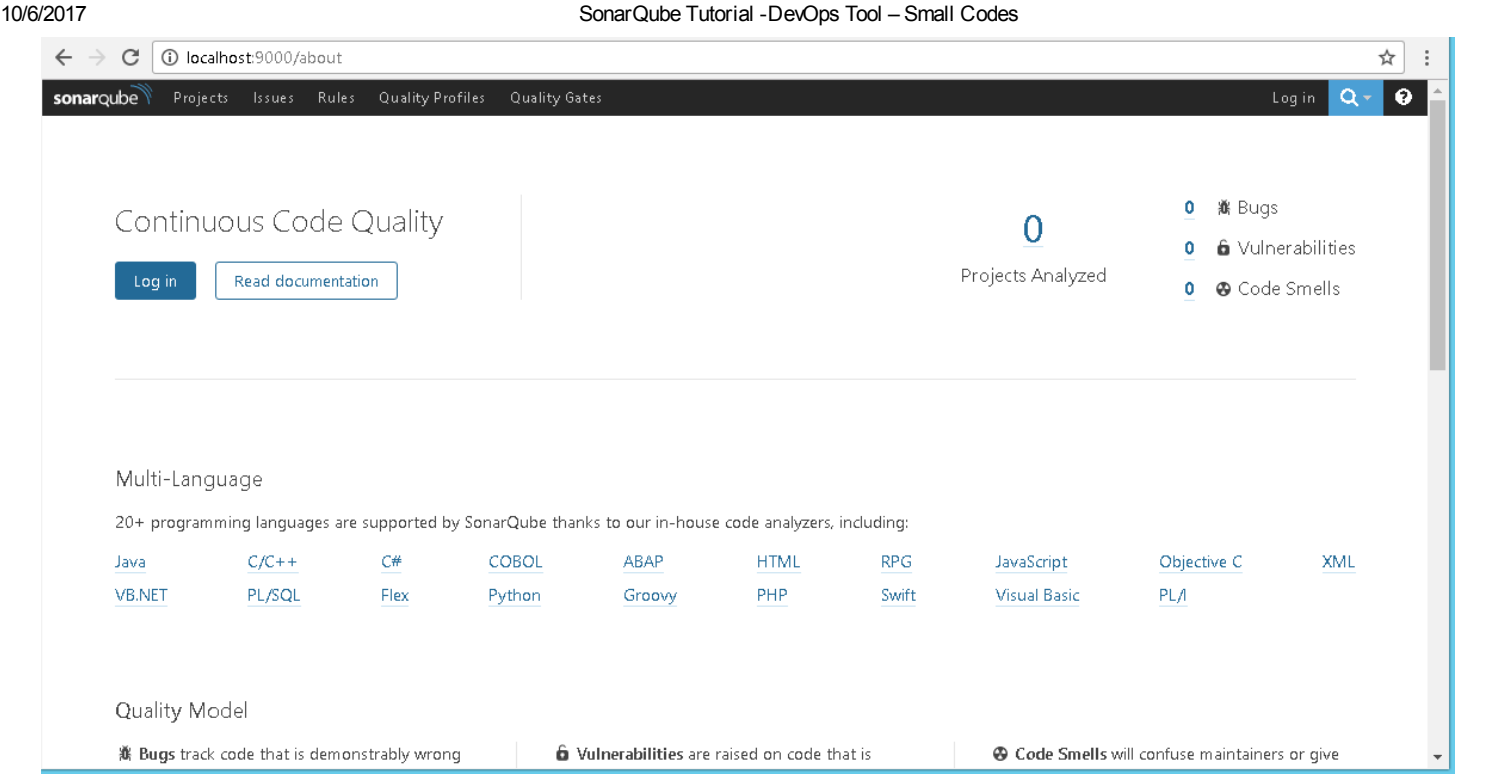 10/6/2017 SonarQube Tutorial -DevOps Tool – Small Codes
localhost:9000/about
sonarqube Projects Issues Rules Quality Profiles Quality Gates Log in
Continuous Code Quality
Log in Read documentation
0
Projects Analyzed
0 Bugs
0 Vulnerabilities
0 Code Smells
Multi-Language
20+ programming languages are supported by SonarQube thanks to our in-house code analyzers, including:
Java C/C++ C# COBOL ABAP HTML RPG JavaScript Objective C XML
VB.NET PL/SQL Flex Python Groovy PHP Swift Visual Basic PL/I
Quality Model
Bugs track code that is demonstrably wrong
Vulnerabilities are raised on code that is
Code Smells will confuse maintainers or give